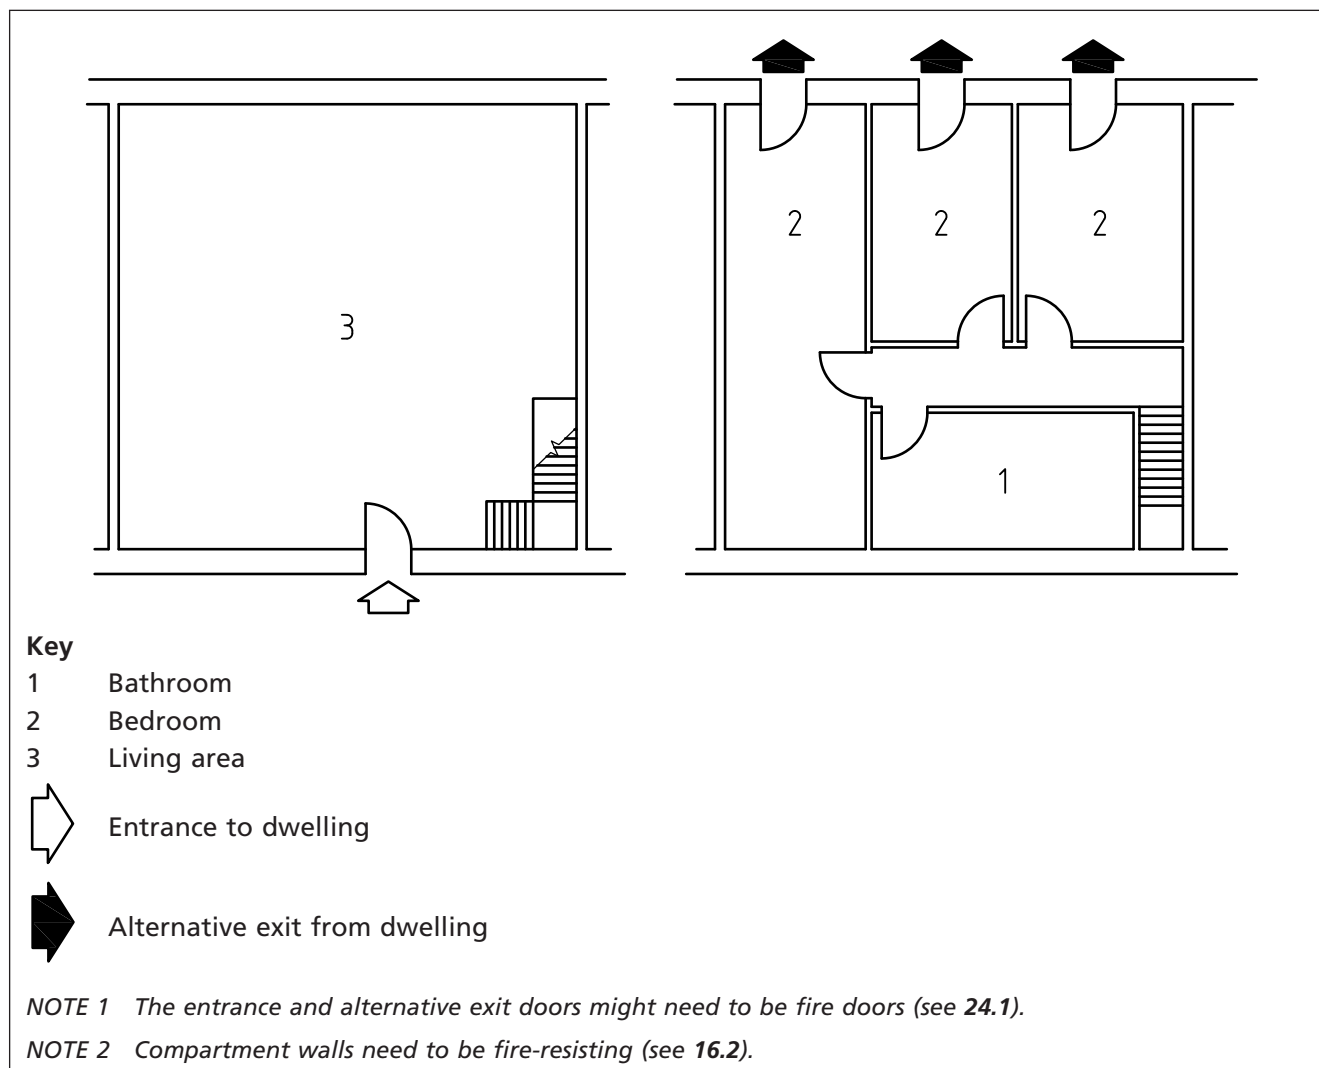 2 2 2
3
1
Key
1 Bathroom
2 Bedroom
3 Living area
Entrance to dwelling
Alternative exit from dwelling
NOTE 1 The entrance and alternative exit doors might need to be fire doors (see 24.1).
NOTE 2 Compartment walls need to be fire-resisting (see 16.2).